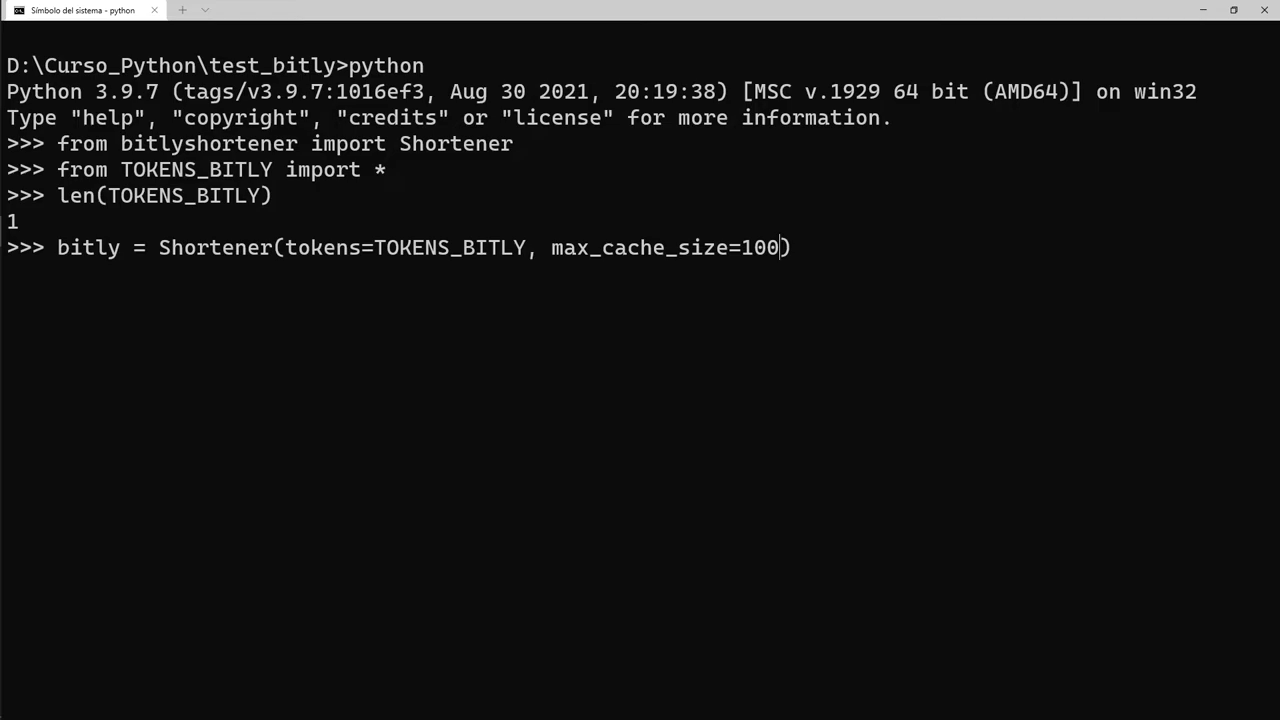 Símbolo del sistema - python
D:\Curso_Python\test_bitly>python
Python 3.9.7 (tags/v3.9.7:1016ef3, Aug 30 2021, 20:19:38) [MSC v.1929 64 bit (AMD64)] on win32
Type "help", "copyright", "credits" or "license" for more information.
>>> from bitlyshortener import Shortener
>>> from TOKENS_BITLY import *
>>> len(TOKENS_BITLY)
1
>>> bitly = Shortener(tokens=TOKENS_BITLY, max_cache_size=100)